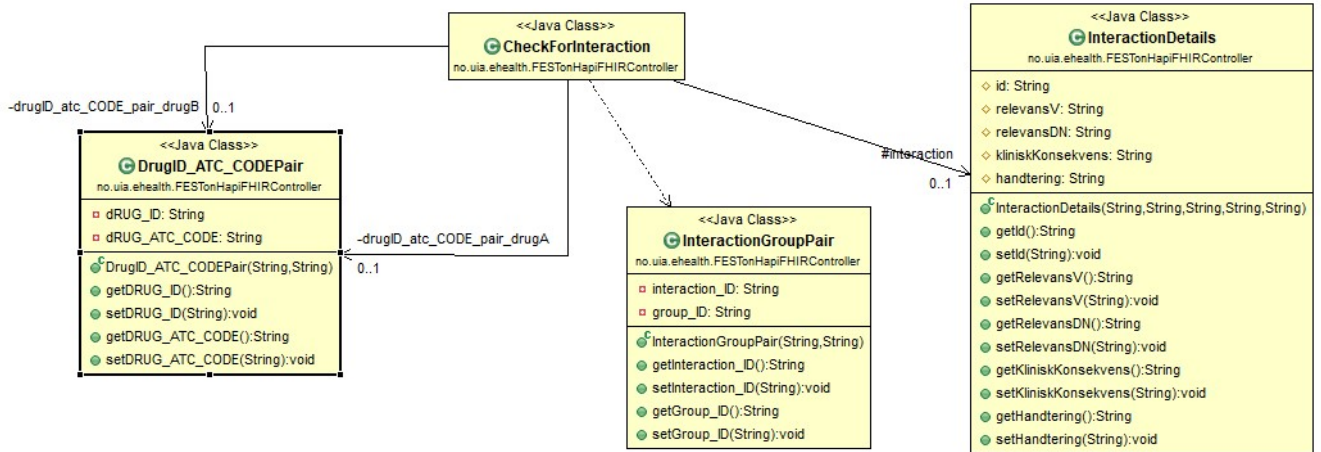 <<Java Class>>
CheckForInteraction
no.uia.ehealth.FESTonHapiFHIRController
-drugID_atc_CODE_pair_drugB
0..1
<<Java Class>>
DrugID_ATC_CODEPair
no.uia.ehealth.FESTonHapiFHIRController
dRUG_ID: String
dRUG_ATC_CODE: String
DrugID_ATC_CODEPair(String,String)
getDRUG_ID():String
setDRUG_ID(String):void
getDRUG_ATC_CODE():String
setDRUG_ATC_CODE(String):void
-drugID_atc_CODE_pair_drugA
0..1
<<Java Class>>
InteractionGroupPair
no.uia.ehealth.FESTonHapiFHIRController
interaction_ID: String
group_ID: String
InteractionGroupPair(String,String)
getInteraction_ID():String
setInteraction_ID(String):void
getGroup_ID():String
setGroup_ID(String):void
#interaction
0..1
<<Java Class>>
InteractionDetails
no.uia.ehealth.FESTonHapiFHIRController
id: String
relevansV: String
relevansDN: String
kliniskKonsekvens: String
handtering: String
InteractionDetails(String,String,String,String,String)
getId():String
setId(String):void
getRelevansV():String
setRelevansV(String):void
getRelevansDN():String
setRelevansDN(String):void
getKliniskKonsekvens():String
setKliniskKonsekvens(String):void
getHandtering():String
setHandtering(String):void